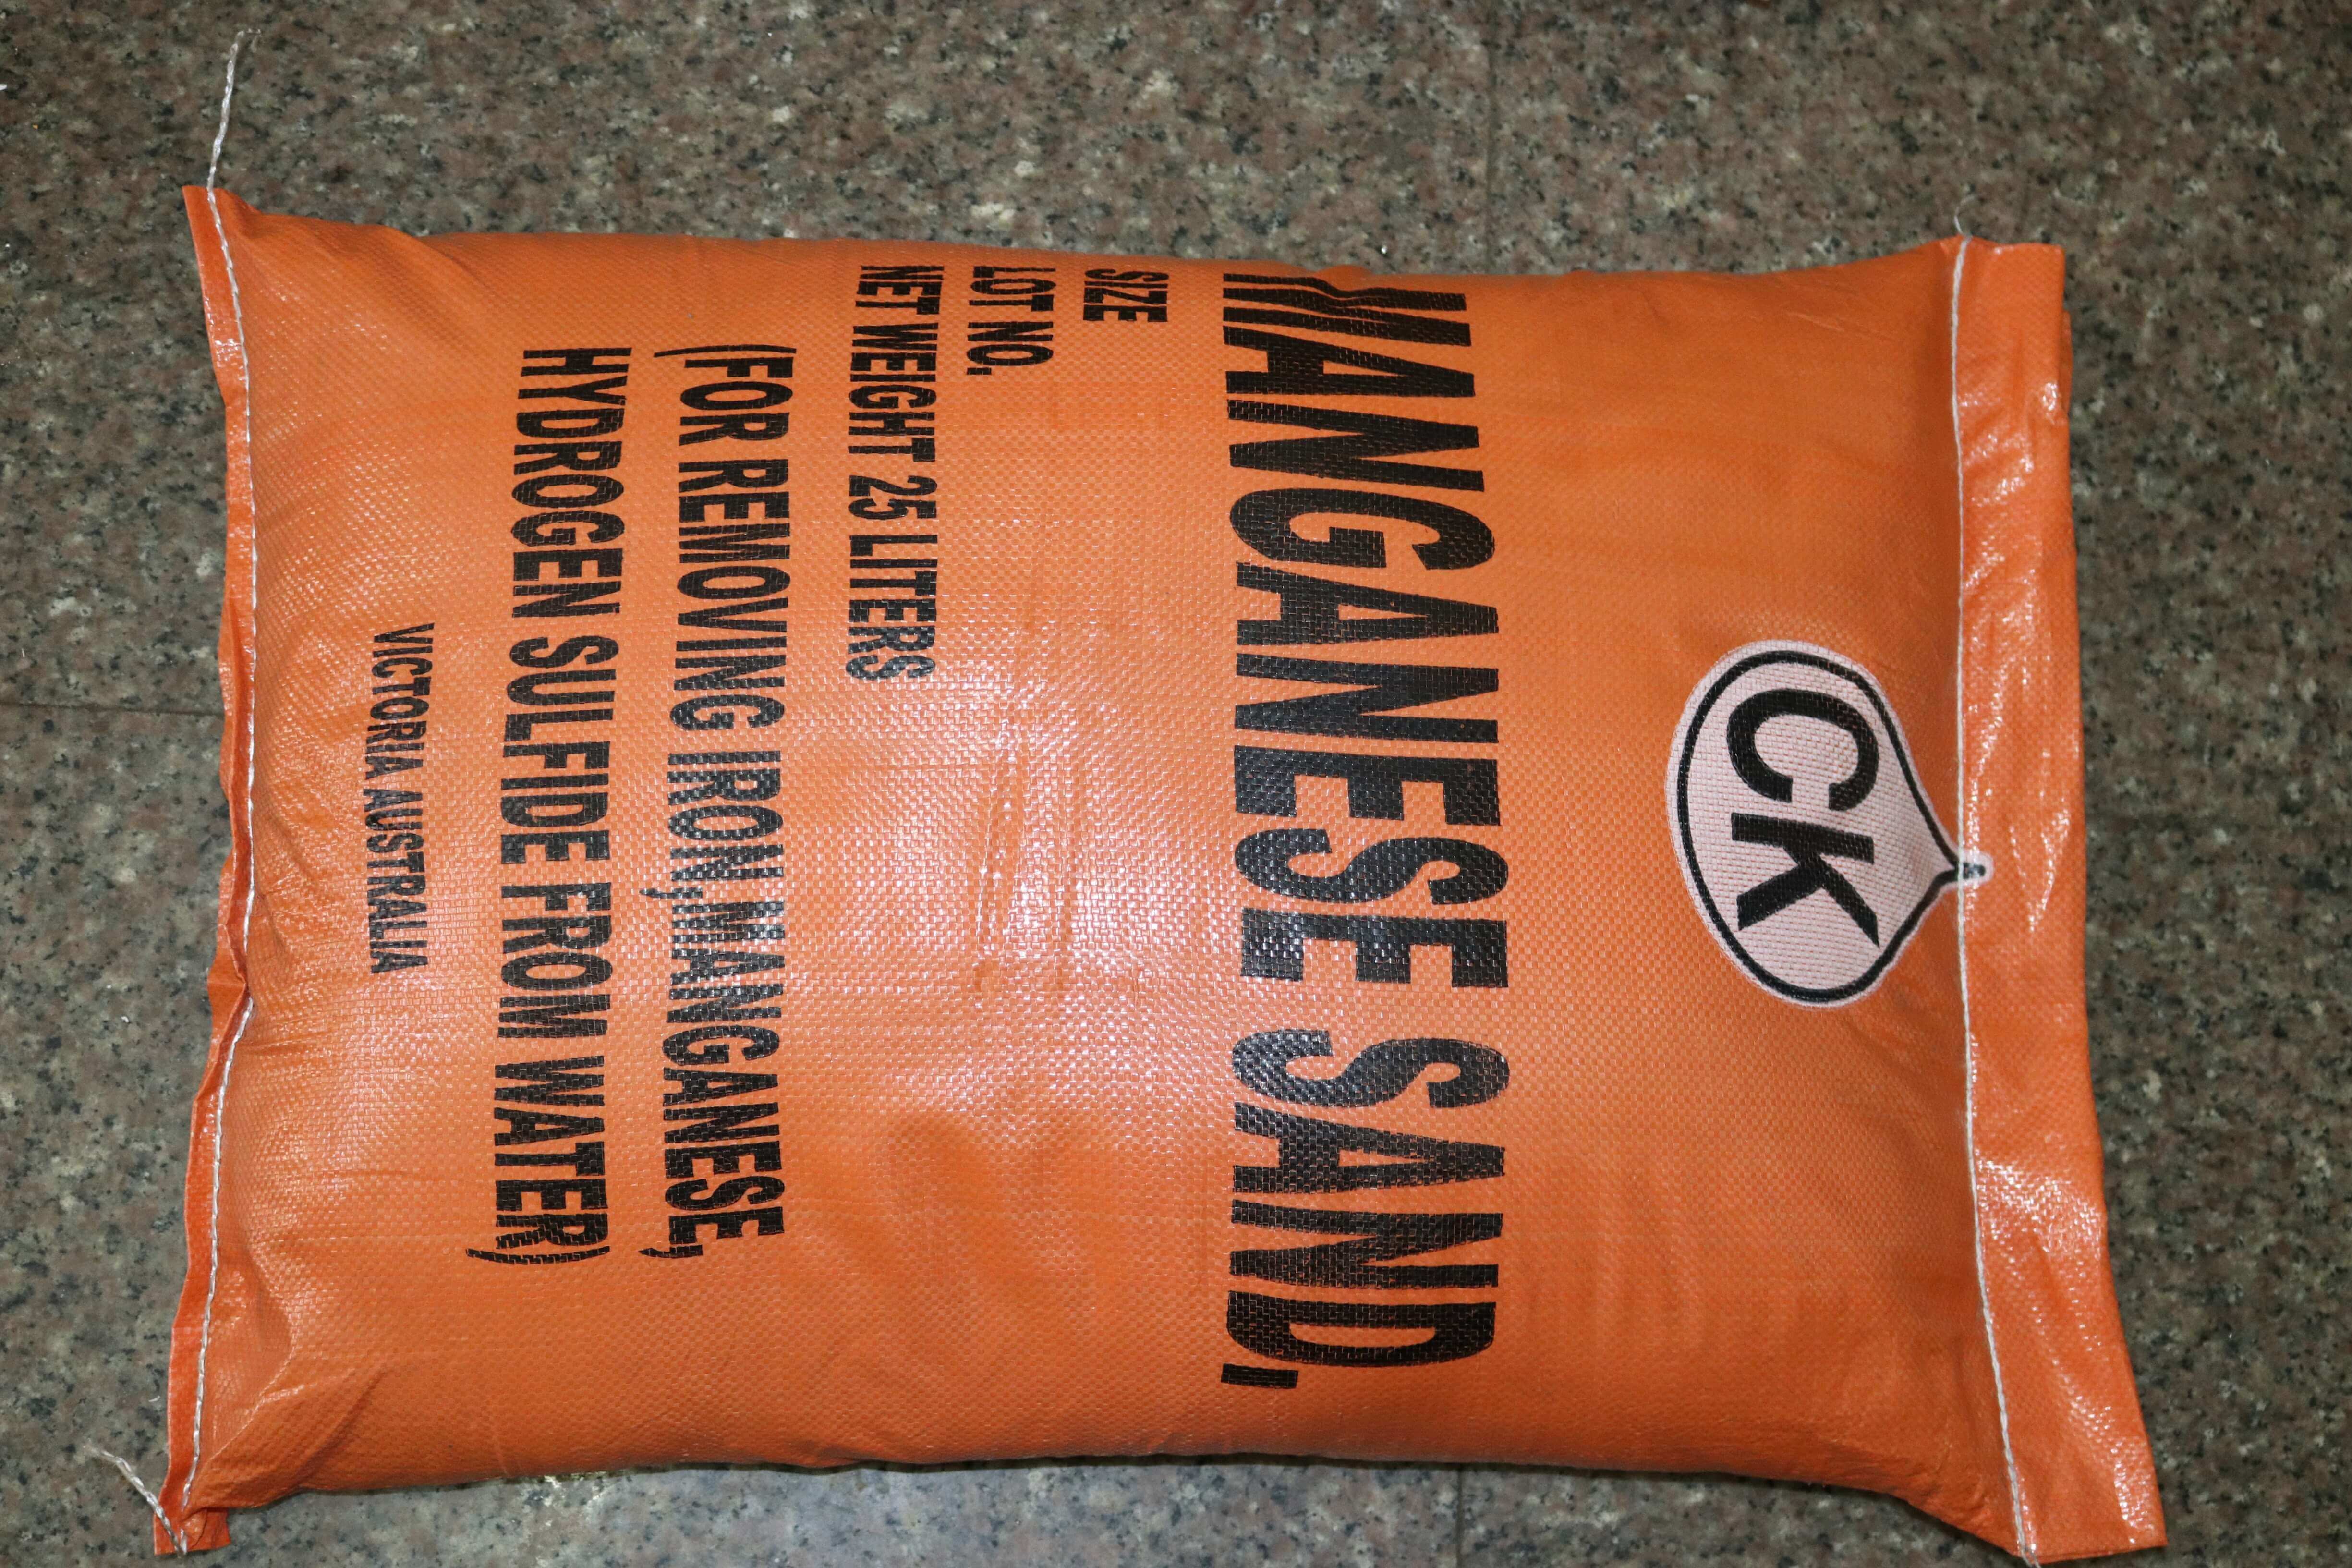 CK
MANGANESE SAND,
SIZE
LOT NO.
NET WEIGHT 25 LITERS
(FOR REMOVING IRON,MANGANESE,
HYDROGEN SULFIDE FROM WATER)
VICTORIA AUSTRALIA